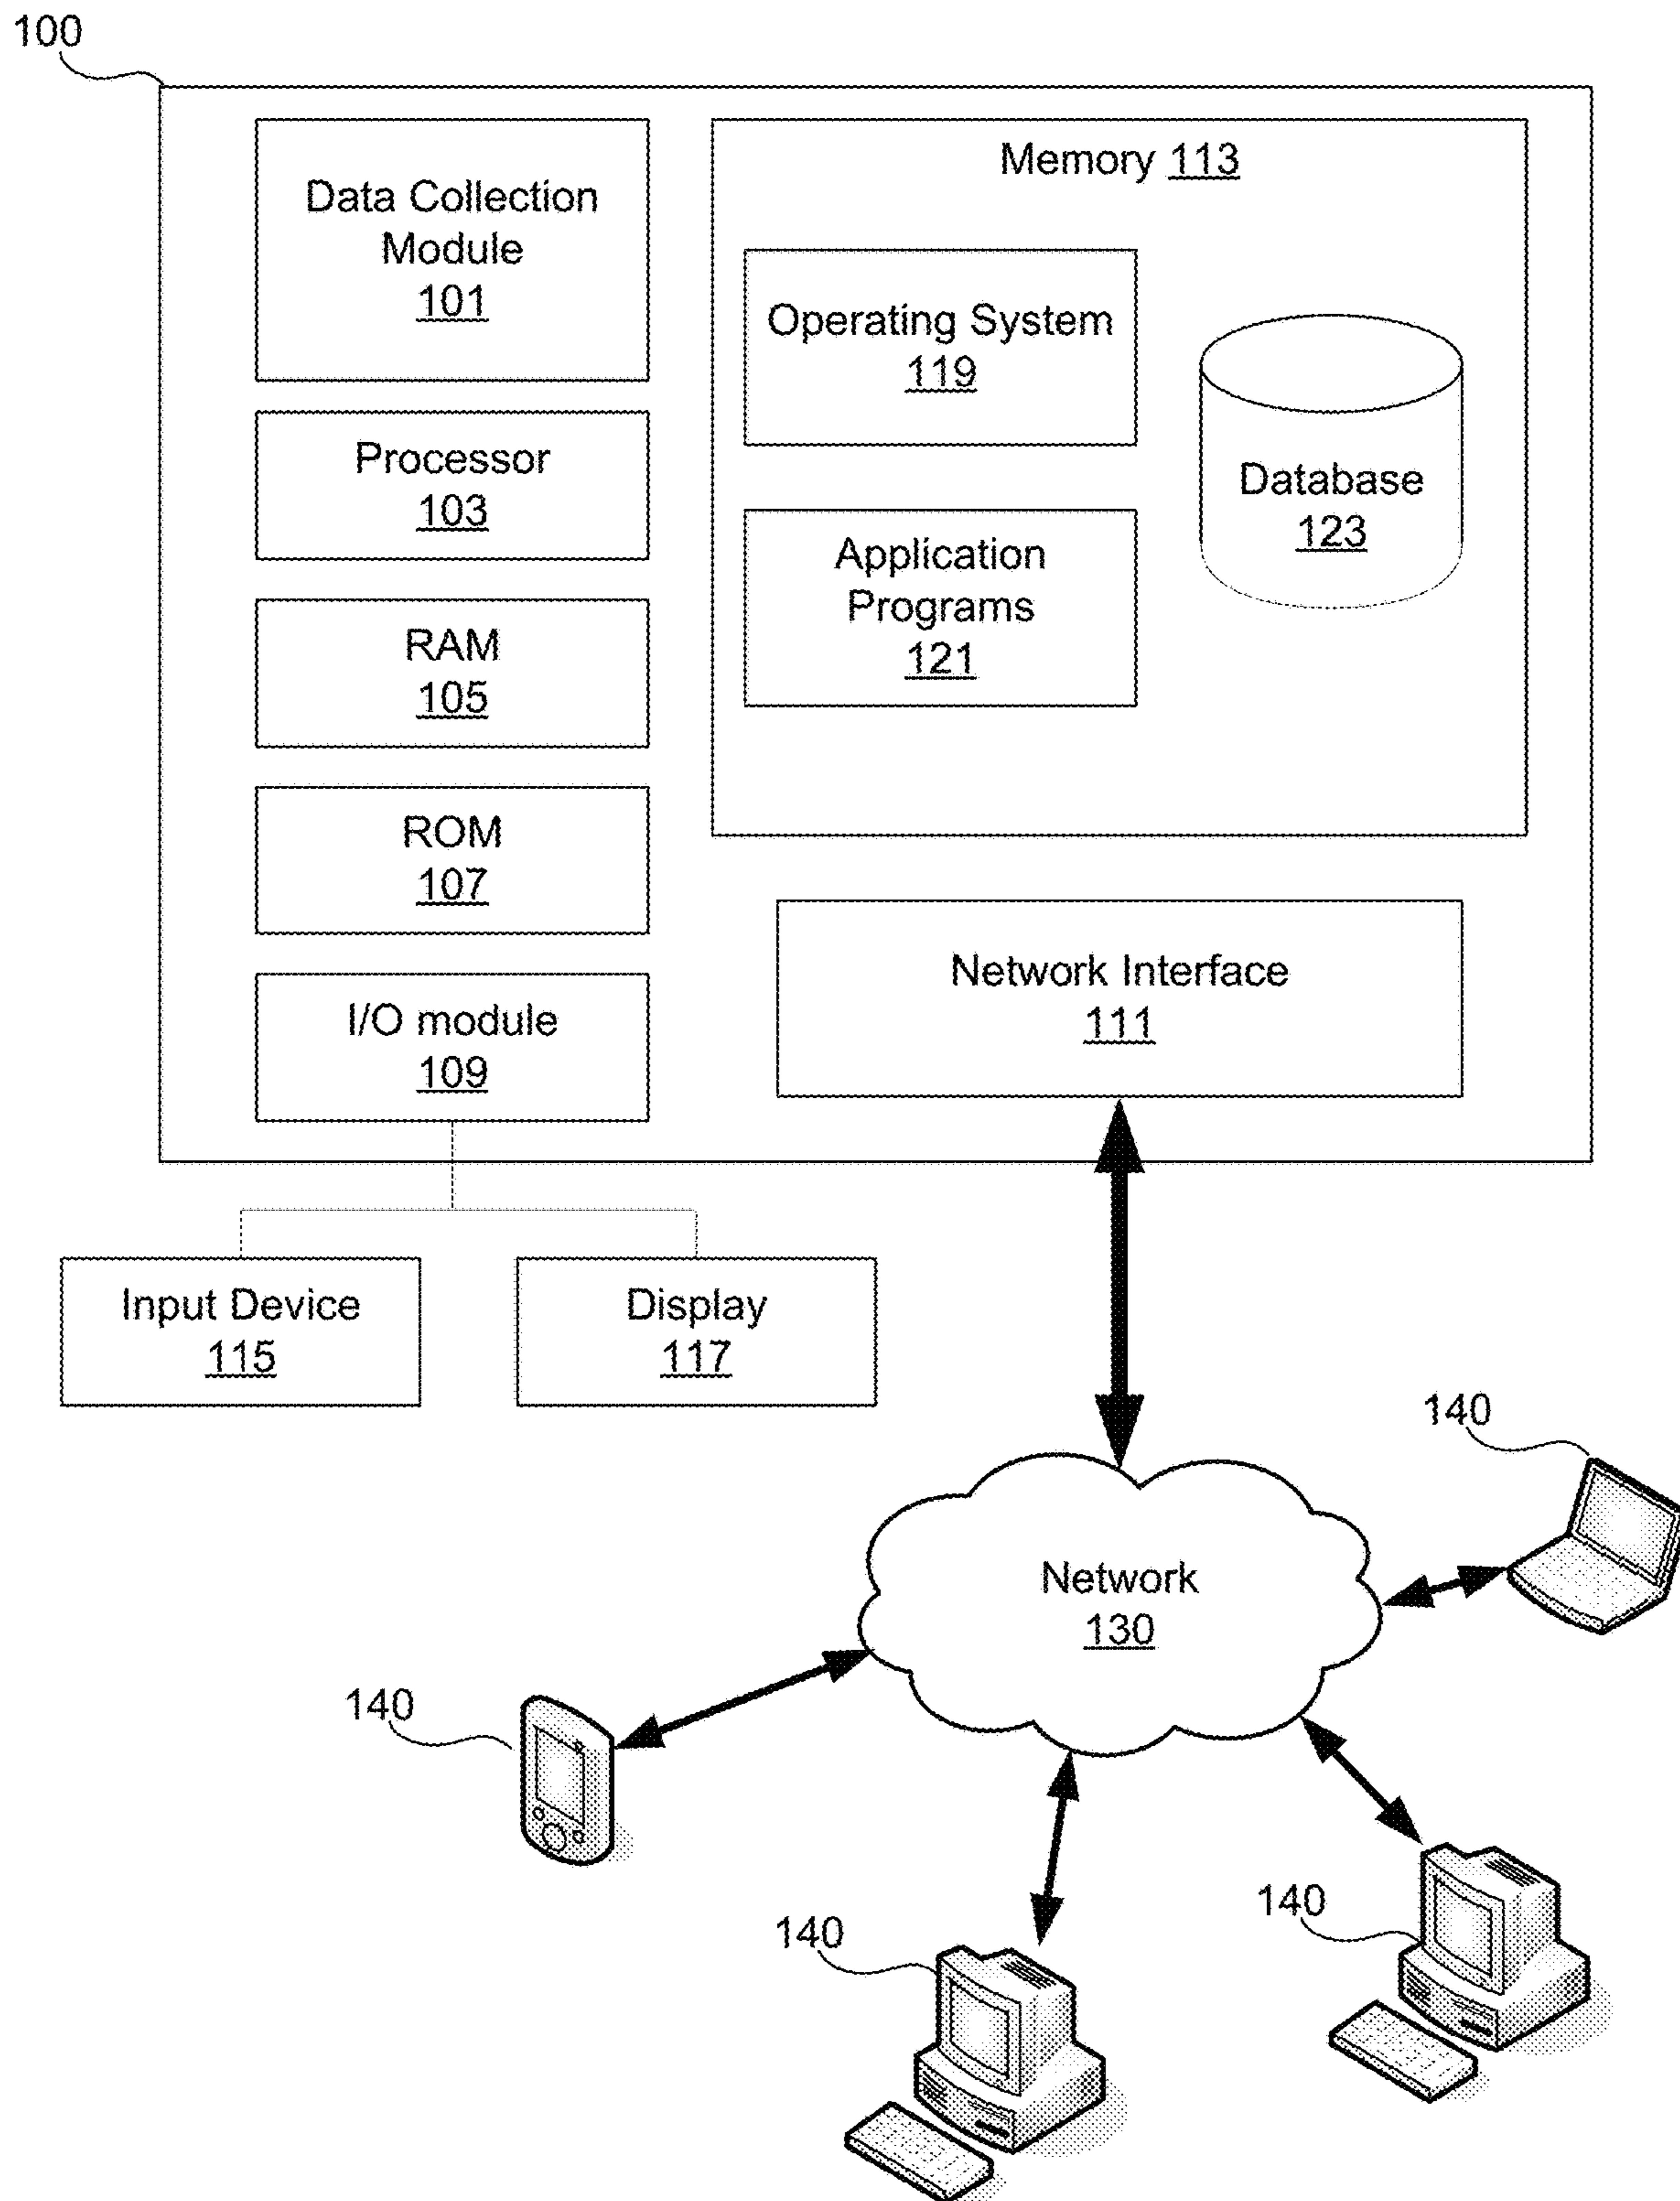 100
Data Collection
Module
101
Processor
103
RAM
105
ROM
107
I/O module
109
Memory 113
Operating System
119
Application
Programs
121
Database
123
Network Interface
111
Input Device
115
Display
117
140
Network
130
140
140
140